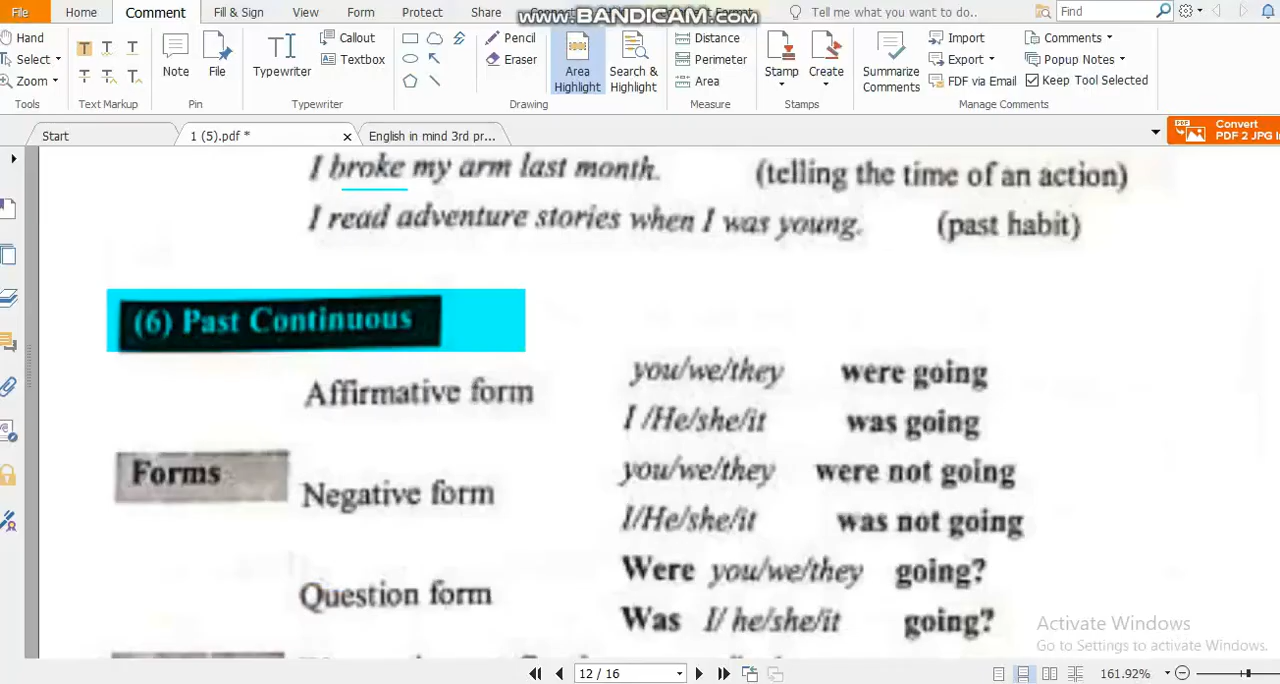 File Home Comment Fill & Sign View Form Protect Share www.BANDICAM.com Format Tell me what you want to do.. Find
Hand Select Zoom Tools
Text Markup
Note File Pin
Typewriter Callout Textbox Typewriter
Pencil Eraser Area Highlight Search & Highlight Drawing
Distance Perimeter Area Measure
Stamp Create Stamps
Summarize Comments Import Export FDF via Email Comments Popup Notes Keep Tool Selected Manage Comments
Start 1 (5).pdf * English in mind 3rd pr... Convert
PDF 2 JPG
I broke my arm last month. (telling the time of an action)
I read adventure stories when I was young. (past habit)
(6) Past Continuous
Affirmative form you/we/they were going
I /He/she/it was going
Forms
Negative form you/we/they were not going
I/He/she/it was not going
Question form Were you/we/they going?
Was I/ he/she/it going?
Activate Windows
Go to Settings to activate Windows.
12 / 16 161.92%